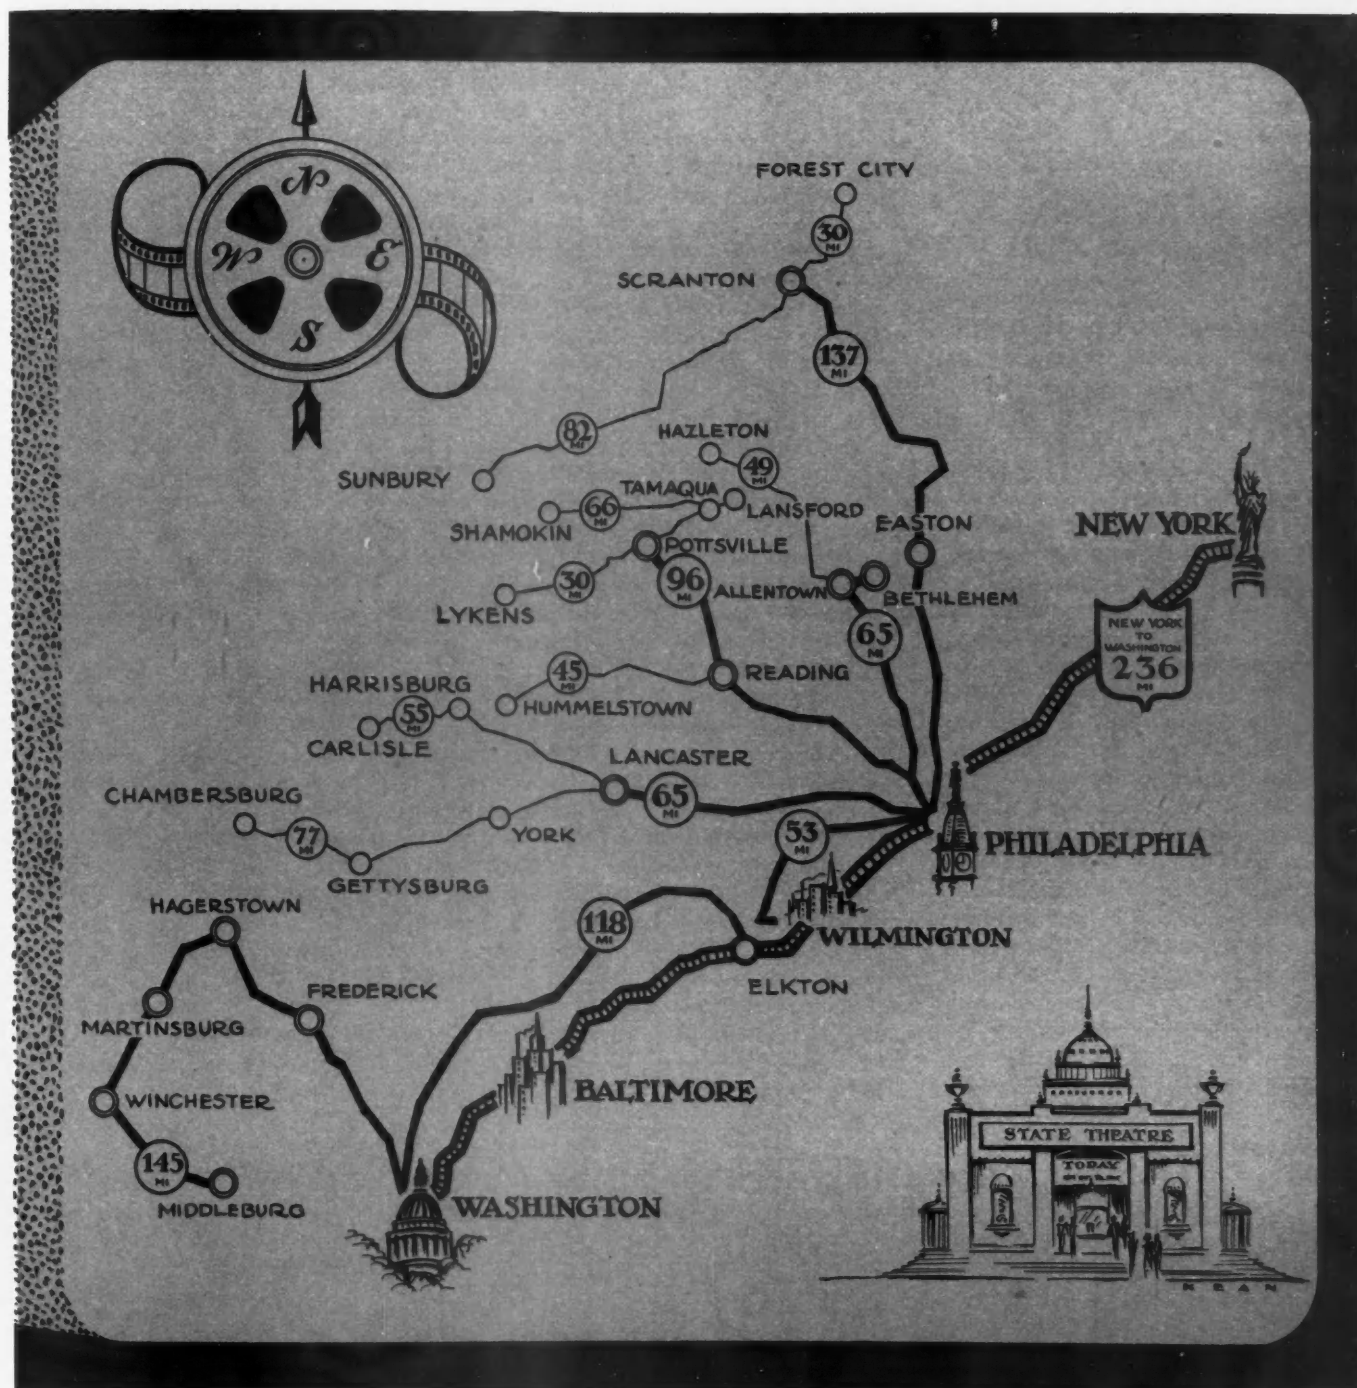 N
W
E
S
FOREST CITY
30
MI
SCRANTON
137
MI
82
MI
SUNBURY
HAZLETON
49
MI
TAMAQUA
LANSFORD
66
MI
SHAMOKIN
EASTON
NEW YORK
POTTSVILLE
30
MI
LYKENS
96
MI
ALLENTOWN
BETHLEHEM
65
MI
NEW YORK
TO
WASHINGTON
236
MI
READING
45
MI
HUMMELSTOWN
HARRISBURG
55
MI
CARLISLE
LANCASTER
65
MI
CHAMBERSBURG
77
MI
YORK
GETTYSBURG
53
MI
PHILADELPHIA
HAGERSTOWN
118
MI
WILMINGTON
ELKTON
FREDERICK
MARTINSBURG
BALTIMORE
WINCHESTER
145
MI
MIDDLEBURG
WASHINGTON
STATE THEATRE
TODAY
KEAN